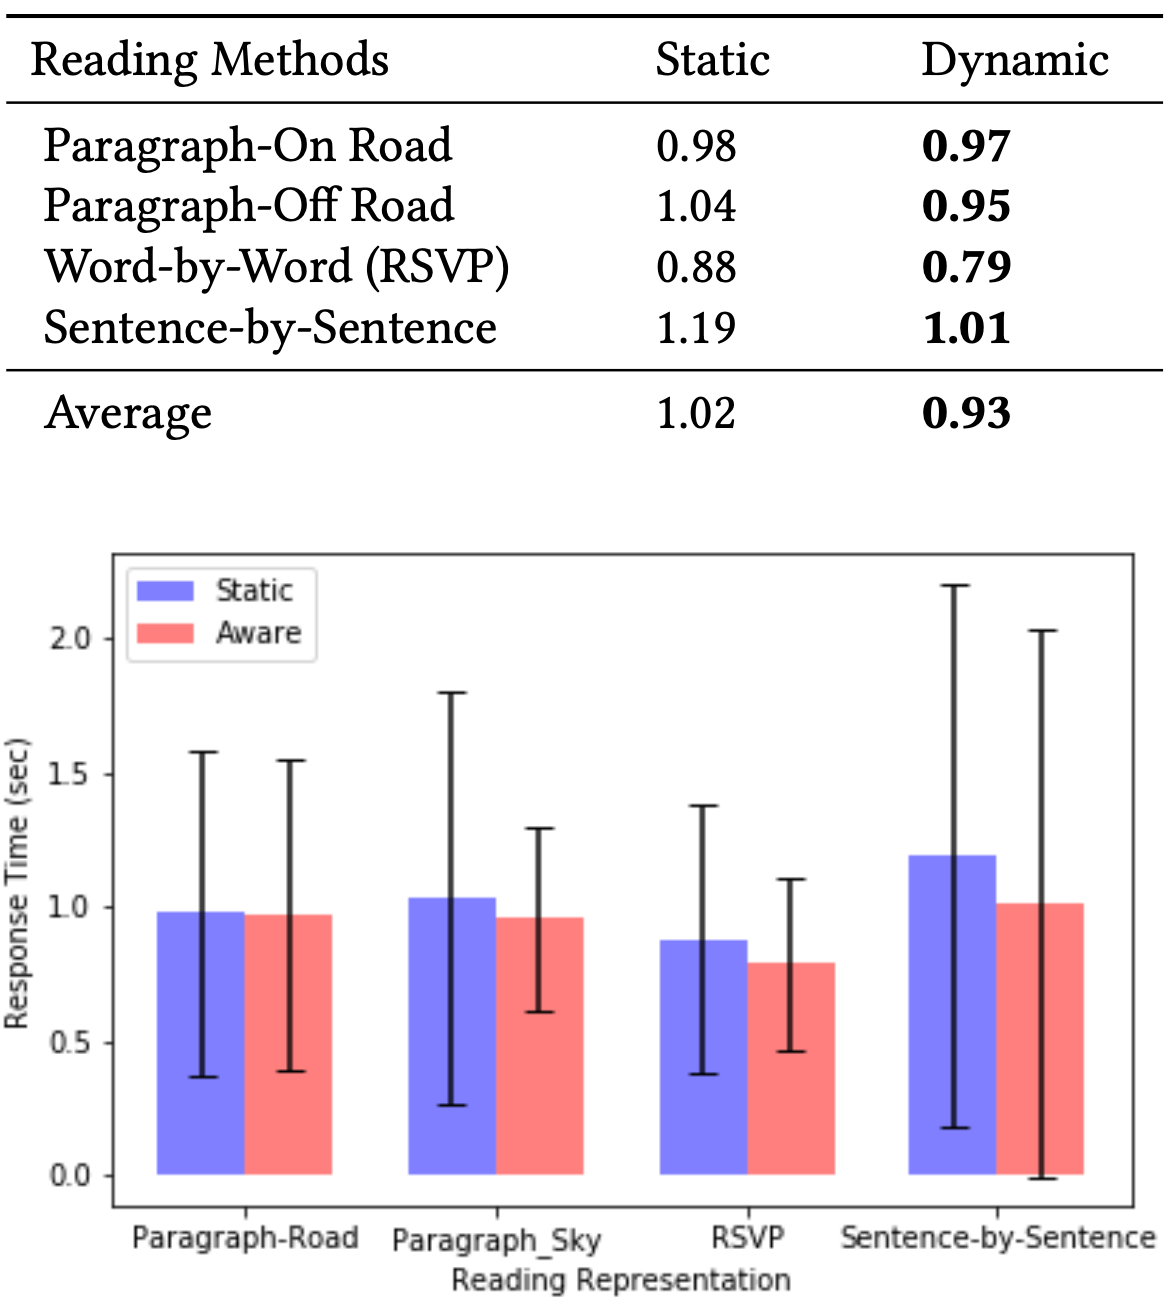 Reading Methods Static Dynamic
Paragraph-On Road 0.98 0.97
Paragraph-Off Road 1.04 0.95
Word-by-Word (RSVP) 0.88 0.79
Sentence-by-Sentence 1.19 1.01
Average 1.02 0.93
Static
Aware
2.0
1.5
1.0
0.5
0.0
Response Time (sec)
Paragraph-Road Paragraph_Sky RSVP Sentence-by-Sentence
Reading Representation